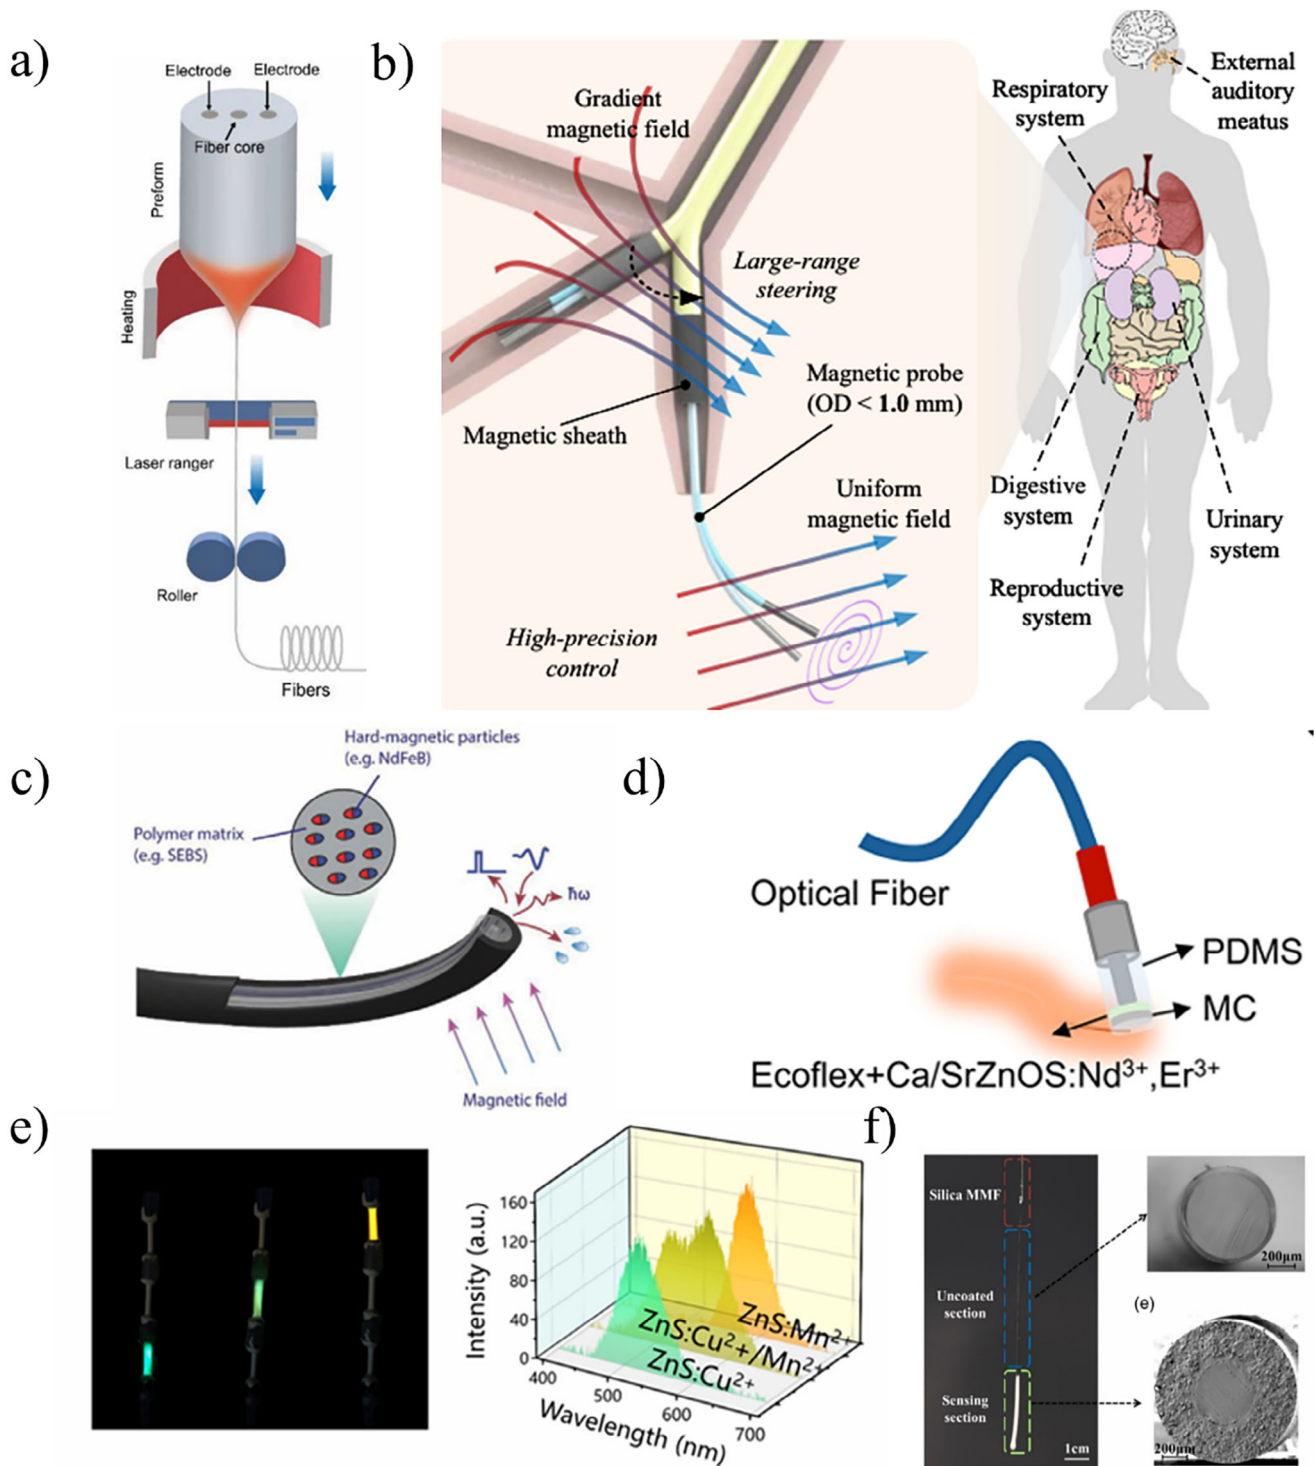 a)
Electrode
Electrode
Fiber core
Preform
Heating
Laser ranger
Roller
Fibers
b)
Gradient
magnetic field
Large-range
steering
Magnetic probe
(OD < 1.0 mm)
Magnetic sheath
Uniform
magnetic field
High-precision
control
Respiratory
system
External
auditory
meatus
Digestive
system
Urinary
system
Reproductive
system
c)
Hard-magnetic particles
(e.g. NdFeB)
Polymer matrix
(e.g. SEBS)
ħω
Magnetic field
d)
Optical Fiber
PDMS
MC
Ecoflex+Ca/SrZnOS:Nd³⁺,Er³⁺
e)
Intensity (a.u.)
160
120
80
40
0
400
500
600
700
Wavelength (nm)
ZnS:Mn²⁺
ZnS:Cu²⁺/Mn²⁺
ZnS:Cu²⁺
f)
Silica MMF
Uncoated
section
Sensing
section
1cm
200μm
(e)
200μm